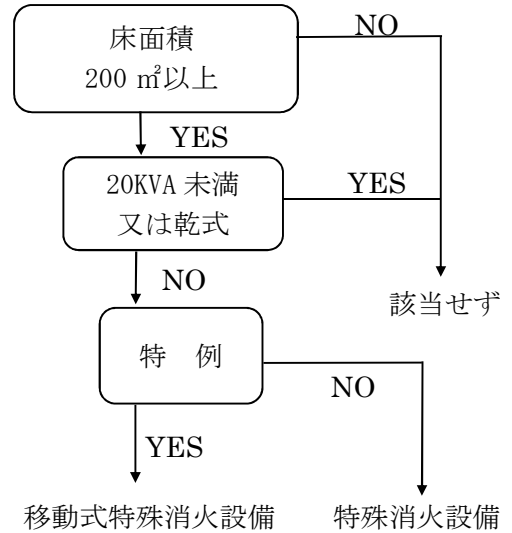 床面積
200 ㎡以上
NO
YES
20KVA 未満
又は乾式
YES
NO
該当せず
特　例
NO
YES
移動式特殊消火設備
特殊消火設備